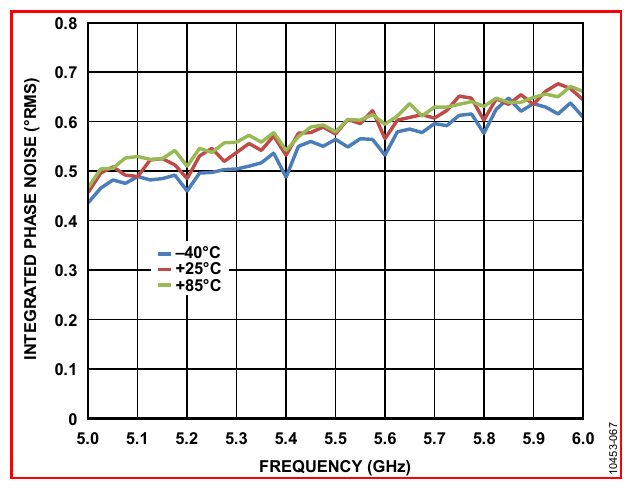 0.8
0.7
0.6
0.5
0.4
0.3
0.2
0.1
0
INTEGRATED PHASE NOISE (°RMS)
–40°C
+25°C
+85°C
5.0 5.1 5.2 5.3 5.4 5.5 5.6 5.7 5.8 5.9 6.0
FREQUENCY (GHz)
10453-067